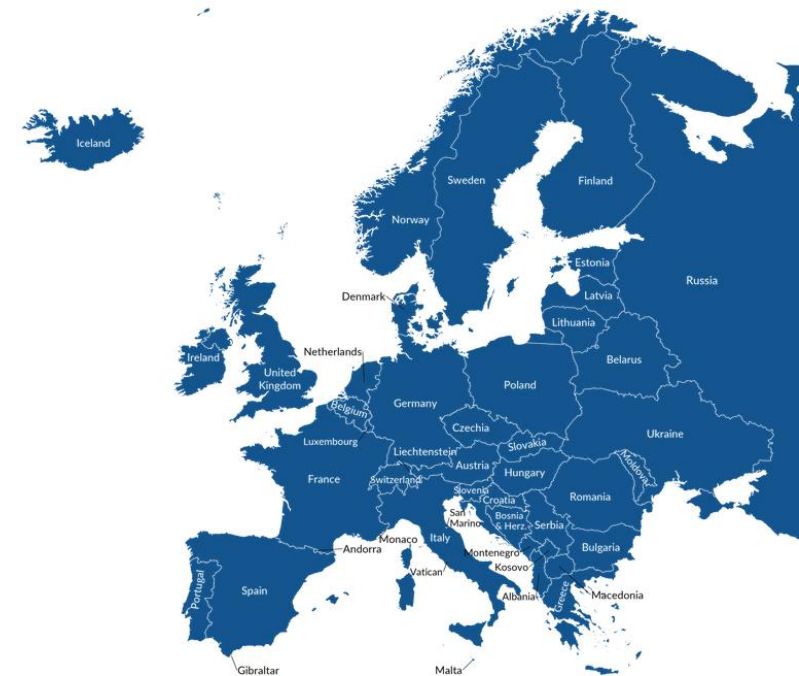 Iceland
Sweden
Finland
Norway
Estonia
Russia
Denmark
Latvia
Lithuania
Netherlands
Ireland
Belarus
United
Kingdom
Poland
Germany
Belgium
Czechia
Ukraine
Luxembourg
Slovakia
Liechtenstein
Moldova
Austria
Hungary
France
Switzerland
Slovenia
Romania
Croatia
San
Marino
Bosnia
& Herz.
Serbia
Monaco
Italy
Andorra
Montenegro
Bulgaria
Kosovo
Vatican
Portugal
Spain
Albania
Greece
Macedonia
Gibraltar
Malta